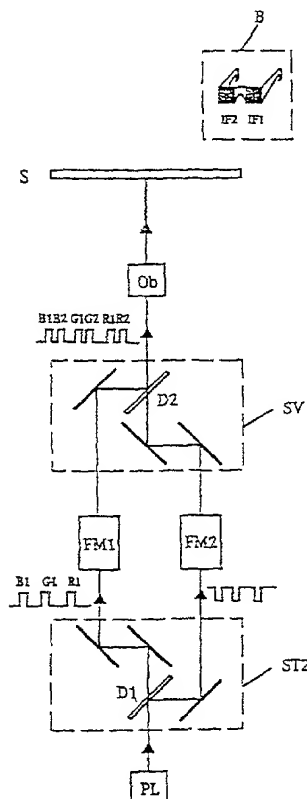 B
IF2 IF1
S
Ob
B1B2 G1G2 R1R2
D2
SV
FM1 FM2
B1 G1 R1
D1
ST2
PL